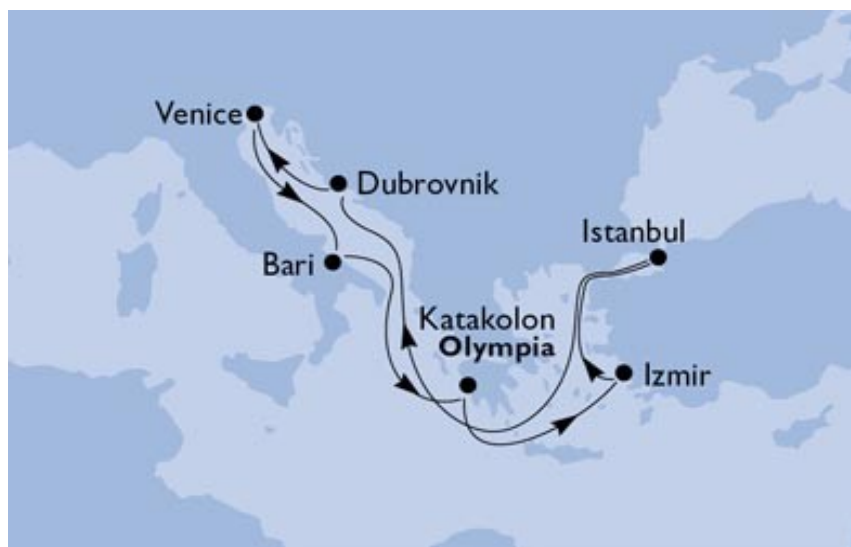 Venice
Dubrovnik
Istanbul
Bari
Katakolon
Olympia
Izmir